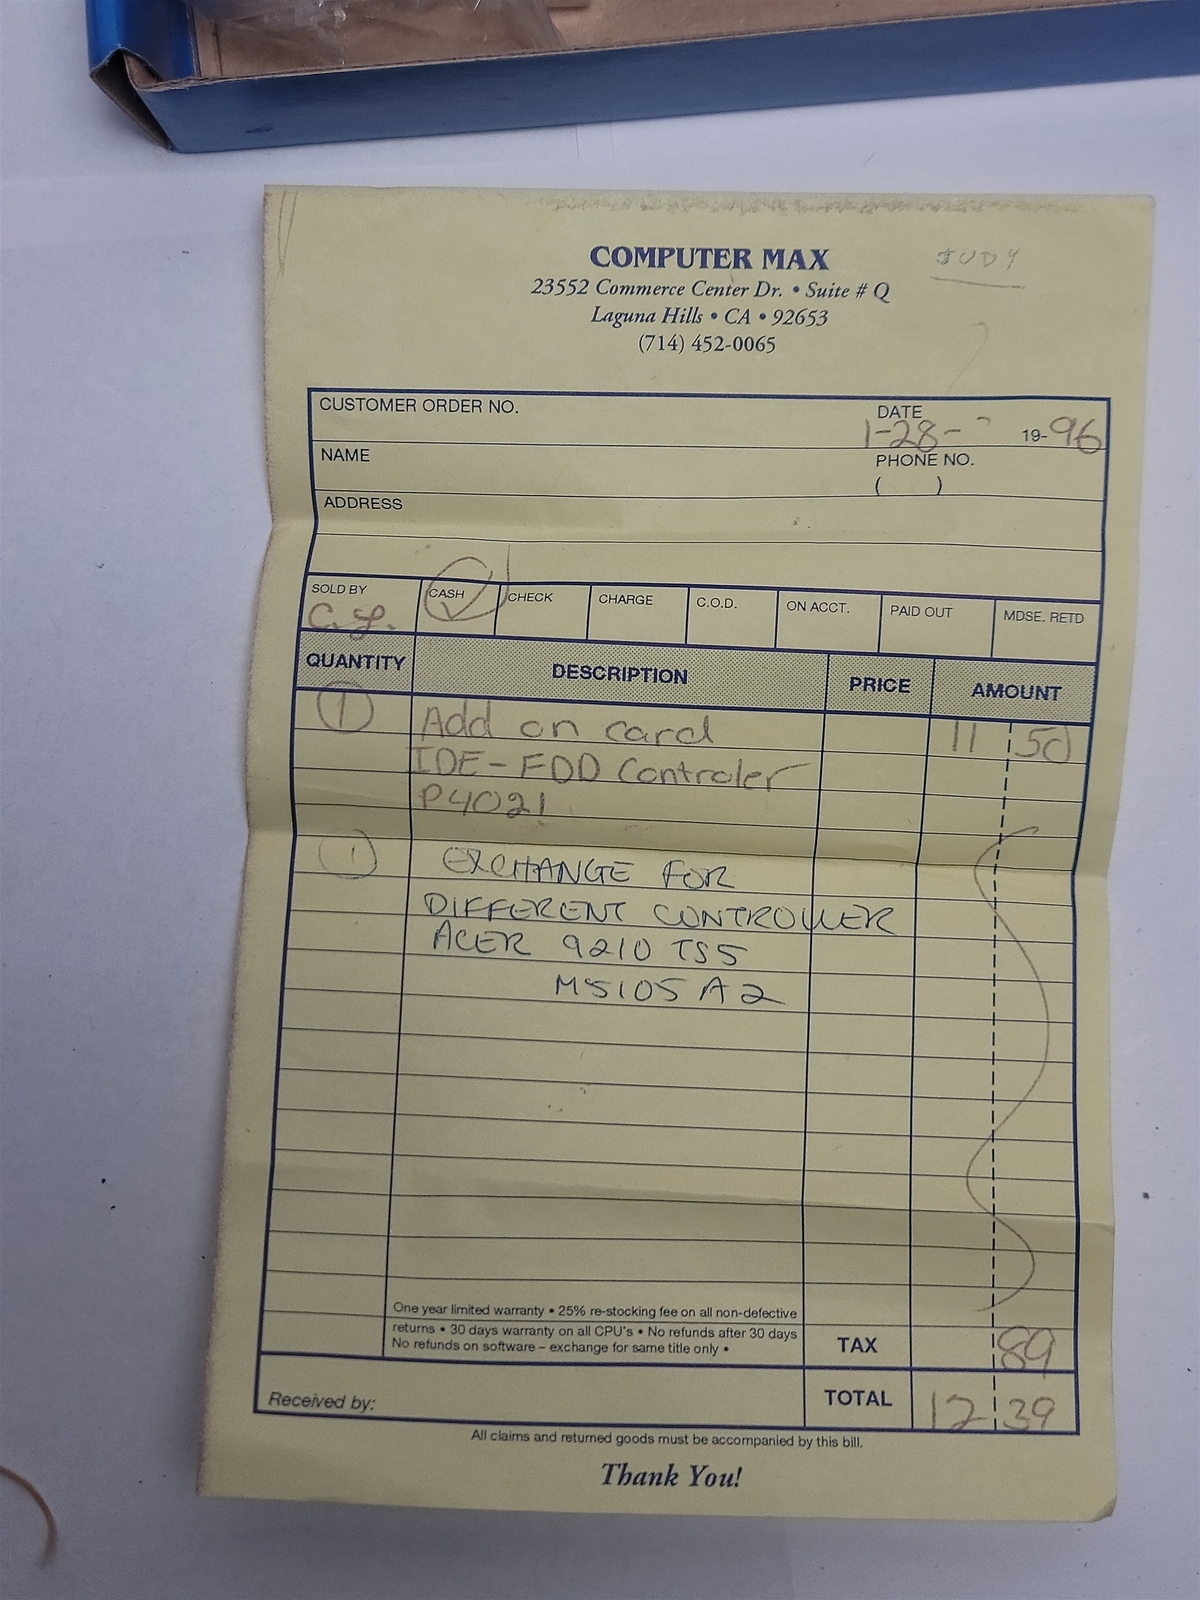 COMPUTER MAX
JUDY
23552 Commerce Center Dr. • Suite # Q
Laguna Hills • CA • 92653
(714) 452-0065
CUSTOMER ORDER NO.
DATE
1-28- 19-96
NAME
PHONE NO.
( )
ADDRESS
SOLD BY CASH CHECK CHARGE C.O.D. ON ACCT. PAID OUT MDSE. RETD
C.L.
QUANTITY DESCRIPTION PRICE AMOUNT
1 Add on card 11 50
IDE-FDD Controler
P4021
1 EXCHANGE FOR
DIFFERENT CONTROLLER
ACER 9210 TS5
M5105 A2
One year limited warranty • 25% re-stocking fee on all non-defective
returns • 30 days warranty on all CPU's • No refunds after 30 days
No refunds on software – exchange for same title only •
TAX 89
Received by:
TOTAL 12 39
All claims and returned goods must be accompanied by this bill.
Thank You!